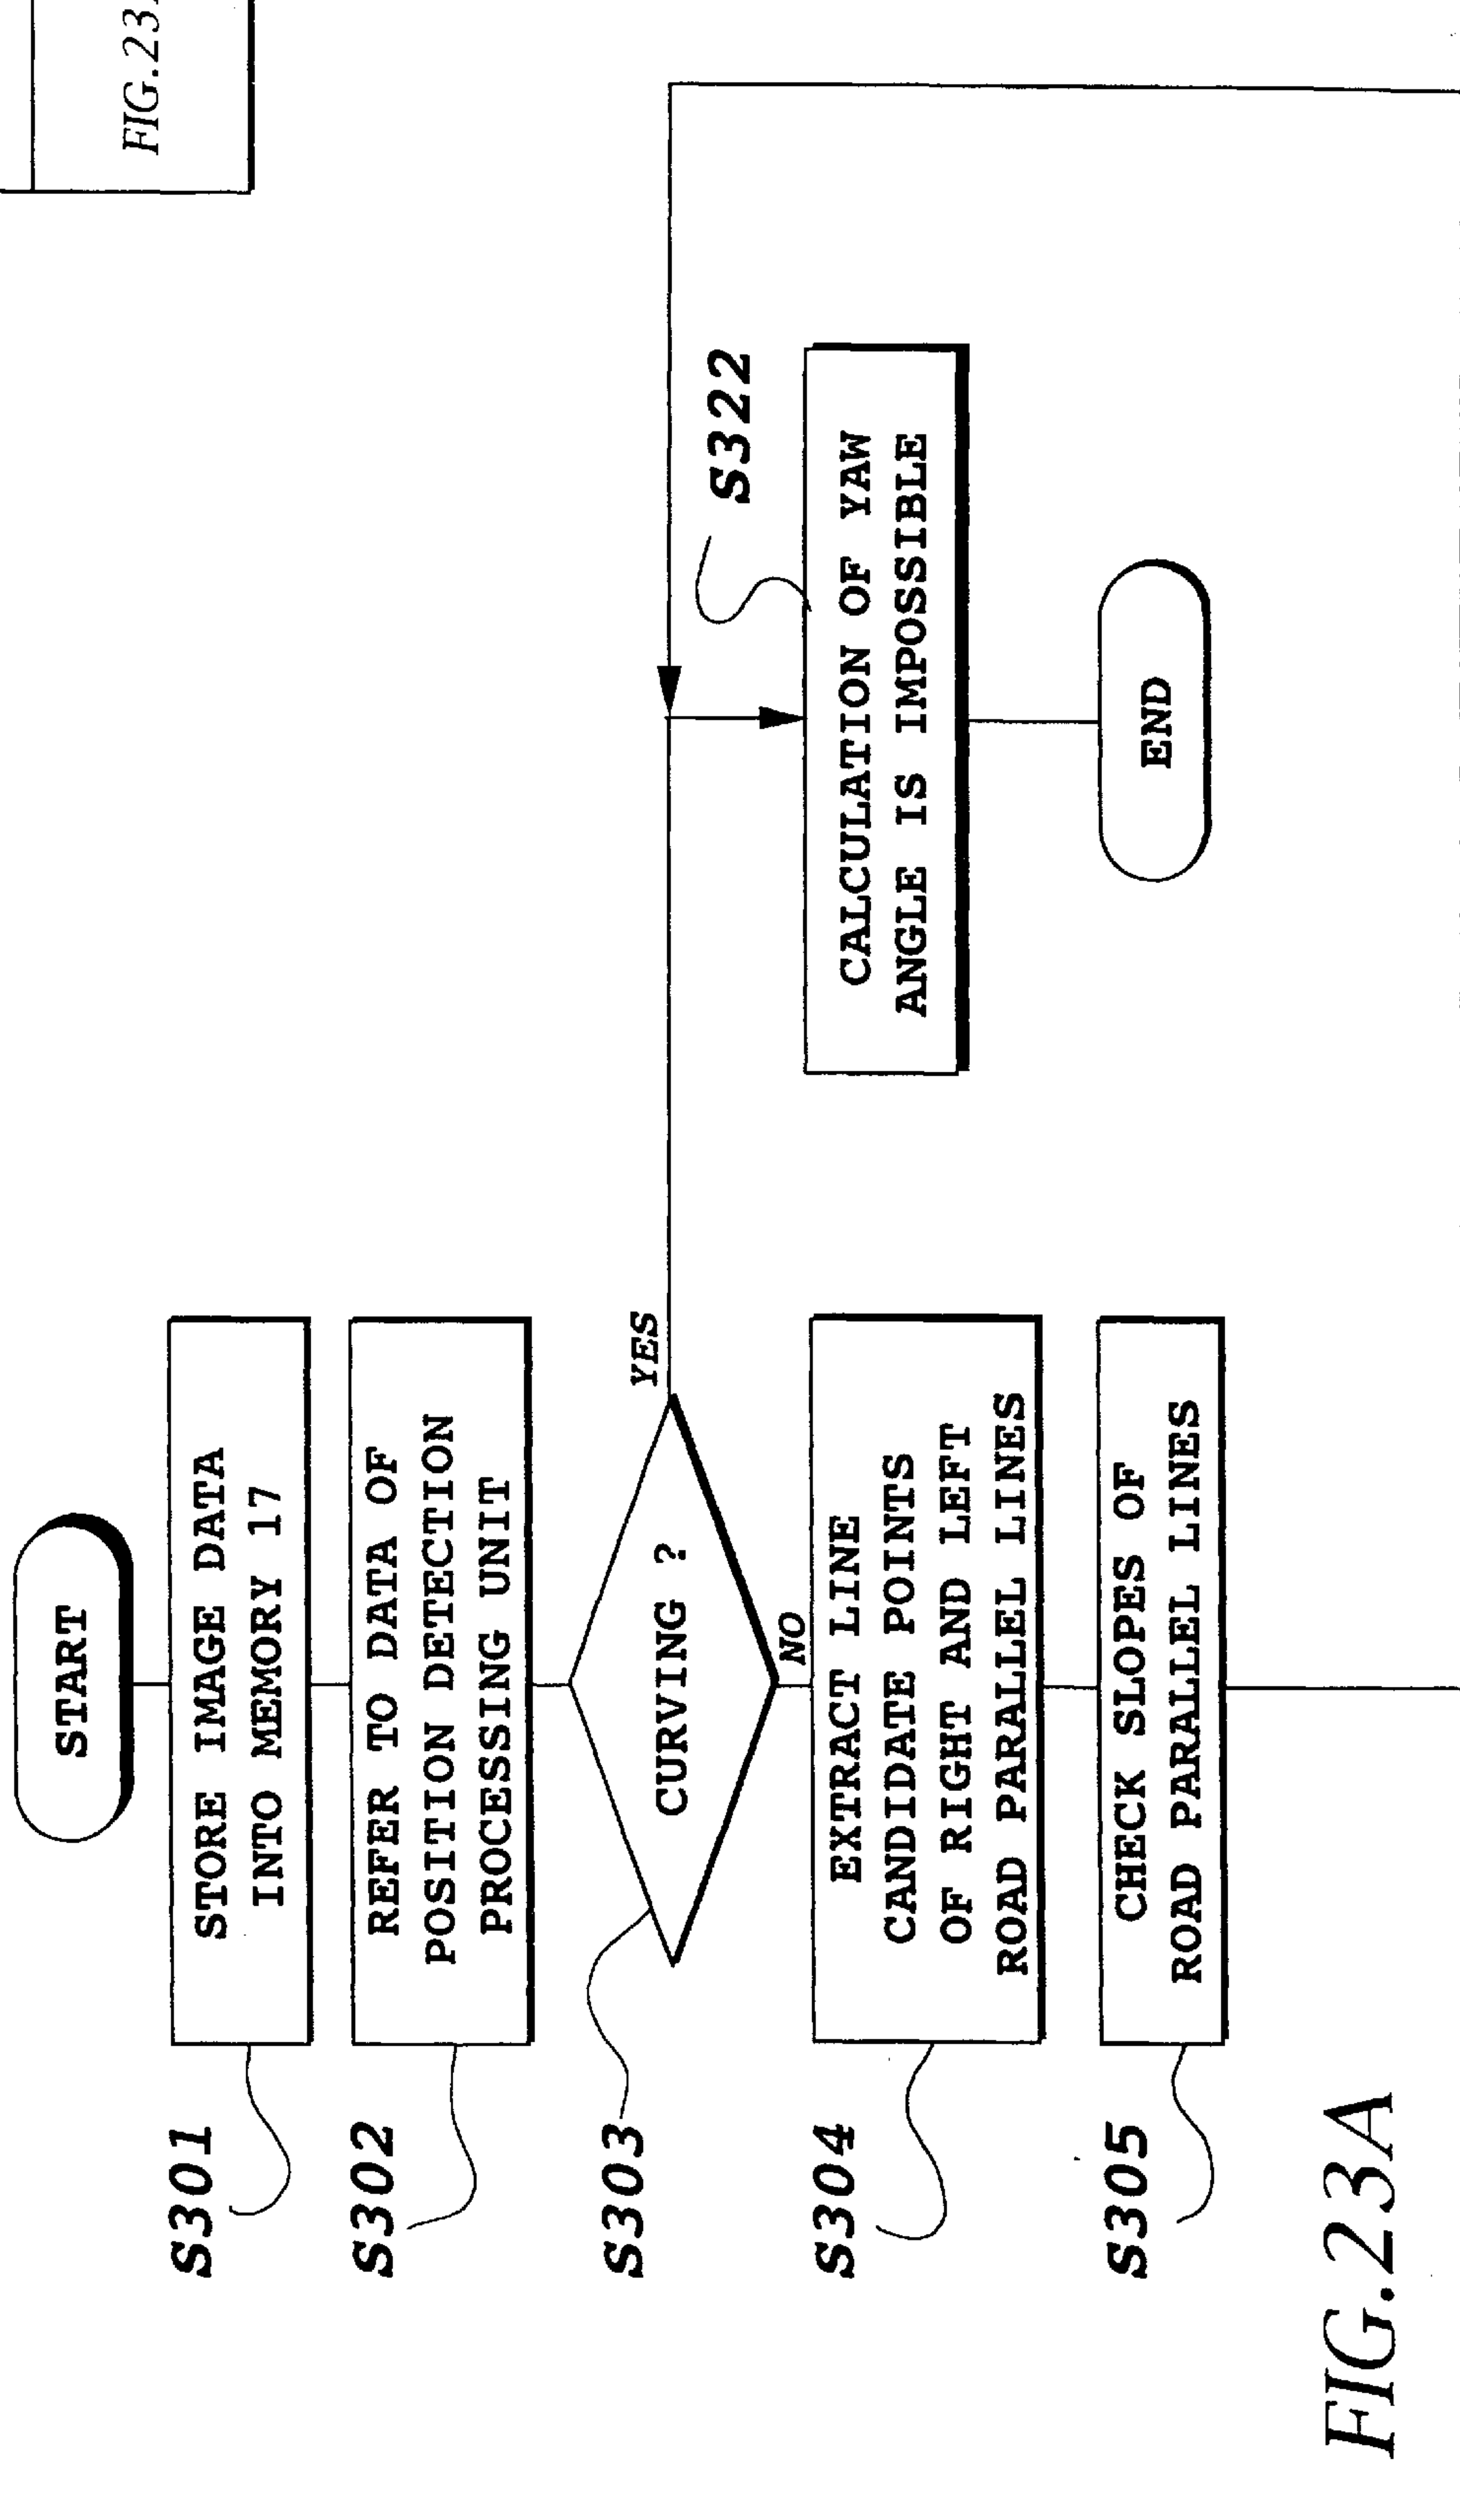 FIG.23
START
S301
STORE IMAGE DATA
INTO MEMORY 17
S302
REFER TO DATA OF
POSITION DETECTION
PROCESSING UNIT
S303
CURVING ?
YES
NO
S322
CALCULATION OF YAW
ANGLE IS IMPOSSIBLE
END
S304
EXTRACT LINE
CANDIDATE POINTS
OF RIGHT AND LEFT
ROAD PARALLEL LINES
S305
CHECK SLOPES OF
ROAD PARALLEL LINES
FIG.23A